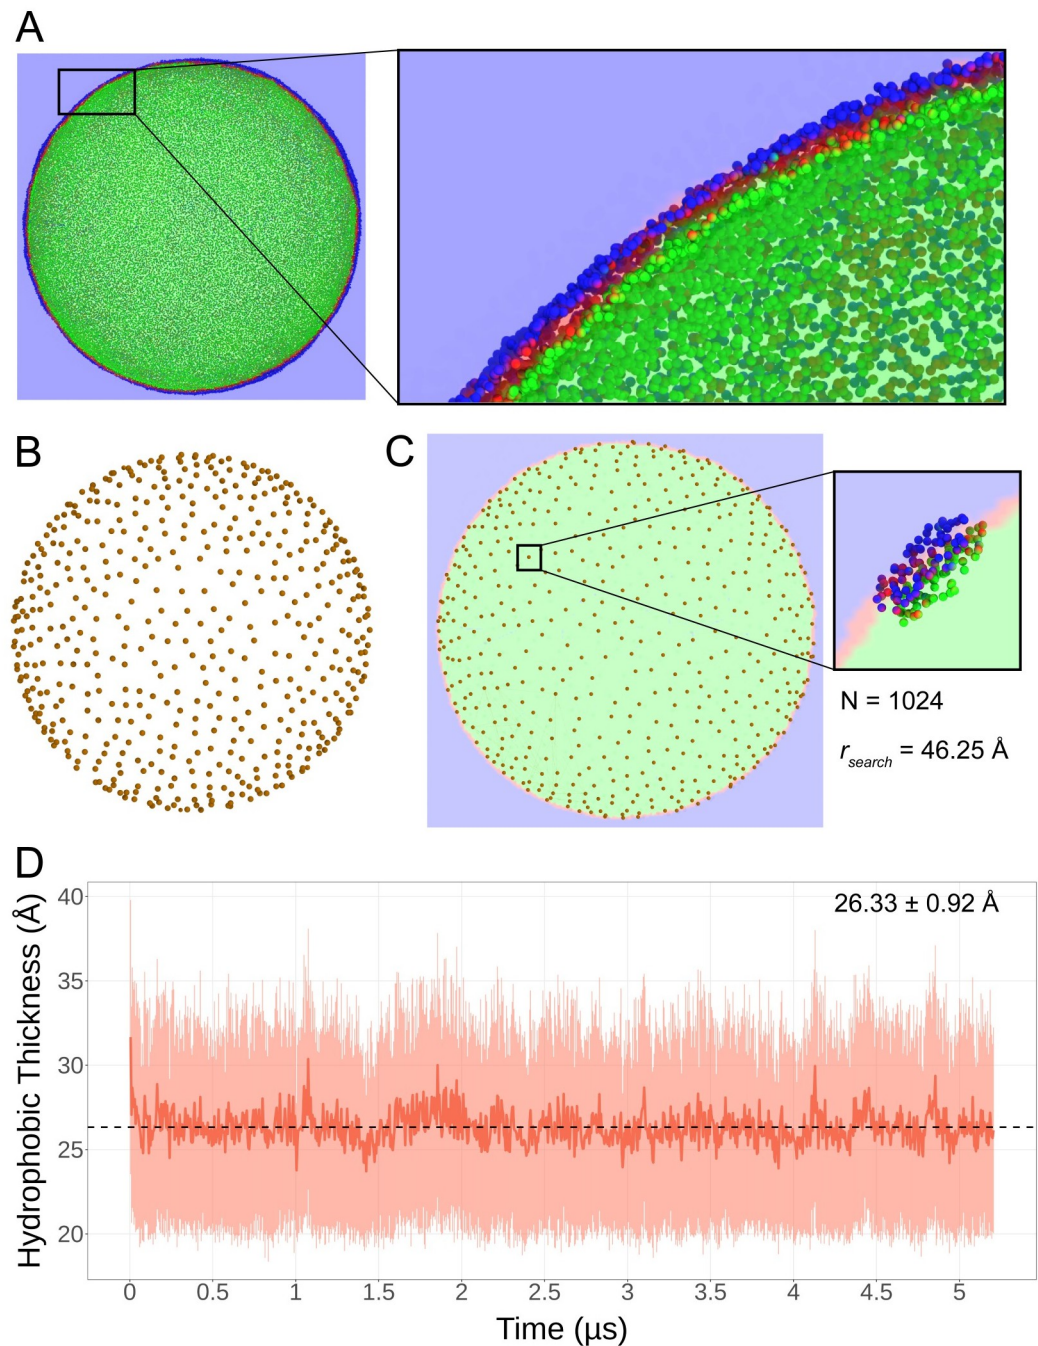 A
B
C
N = 1024
r_search = 46.25 Å
D
26.33 ± 0.92 Å
Hydrophobic Thickness (Å)
40
35
30
25
20
0 0.5 1 1.5 2 2.5 3 3.5 4 4.5 5
Time (µs)